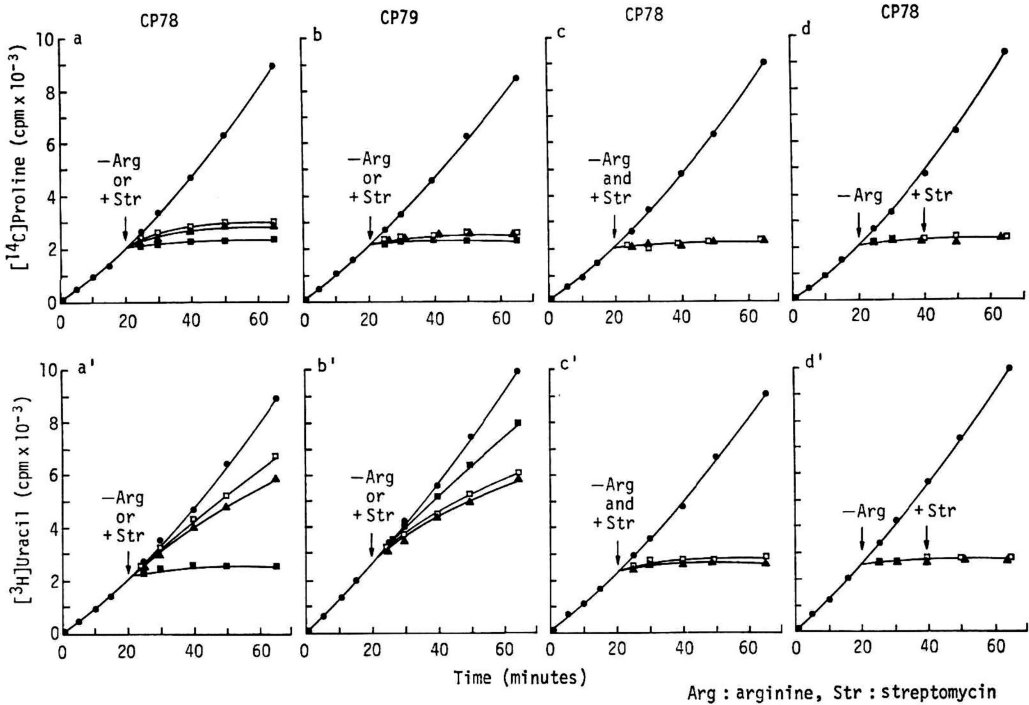 CP78 CP79 CP78 CP78
a b c d
[¹⁴C]Proline (cpm x 10⁻³)
10
8
6
4
2
0
−Arg
or
+Str
−Arg
or
+Str
−Arg
and
+Str
−Arg +Str
0 20 40 60 0 20 40 60 0 20 40 60 0 20 40 60
a' b' c' d'
[³H]Uracil (cpm x 10⁻³)
10
8
6
4
2
0
−Arg
or
+Str
−Arg
or
+Str
−Arg
and
+Str
−Arg +Str
0 20 40 60 0 20 40 60 0 20 40 60 0 20 40 60
Time (minutes)
Arg : arginine, Str : streptomycin